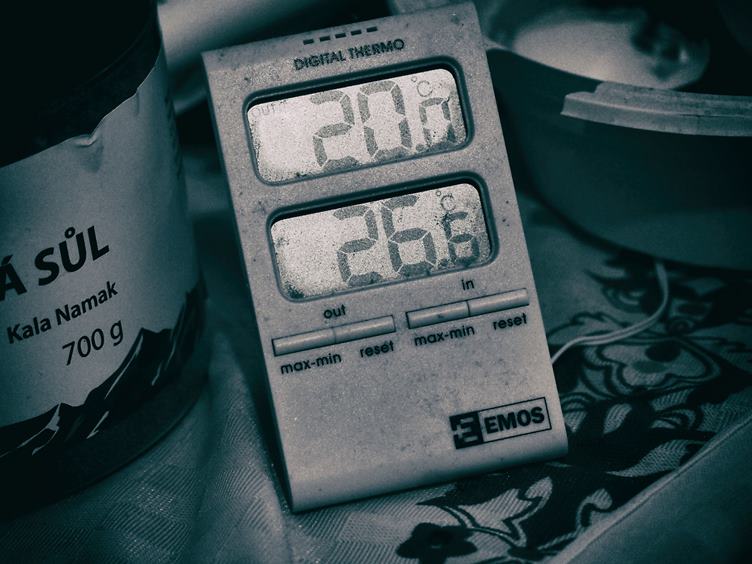 Á SŮL
Kala Namak
700 g
DIGITAL THERMO
OUT
°C
20.
°C
26.6
out
in
max-min reset
max-min reset
EMOS